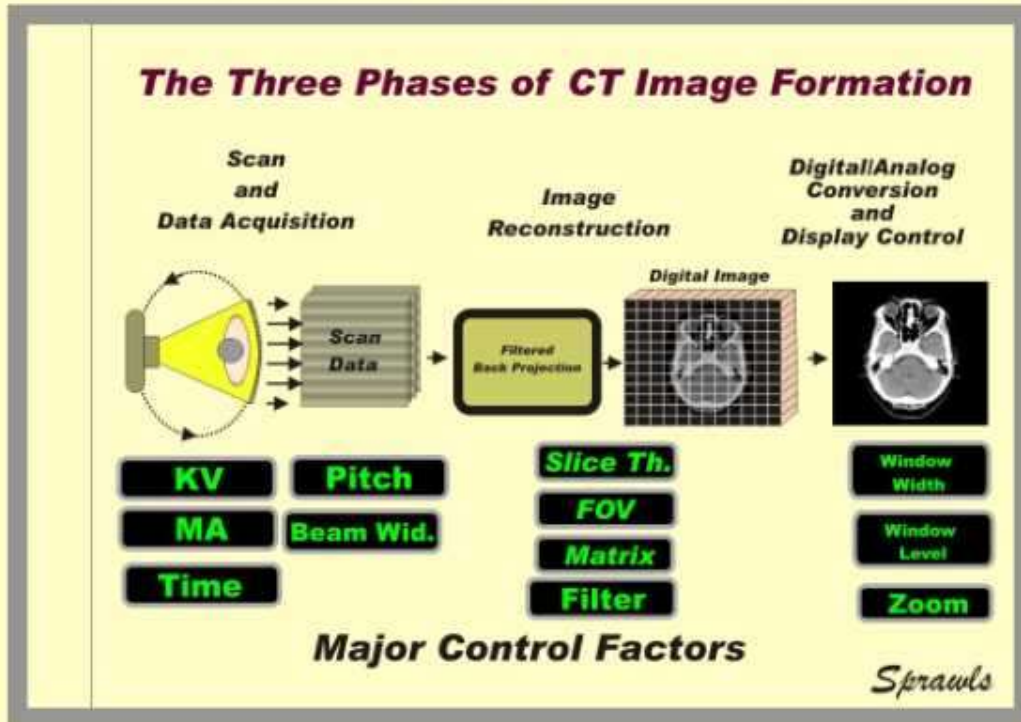 The Three Phases of CT Image Formation
Scan
and
Data Acquisition
Image
Reconstruction
Digital/Analog
Conversion
and
Display Control
Scan
Data
Filtered
Back Projection
Digital Image
KV
MA
Time
Pitch
Beam Wid.
Slice Th.
FOV
Matrix
Filter
Window
Width
Window
Level
Zoom
Major Control Factors
Sprawls